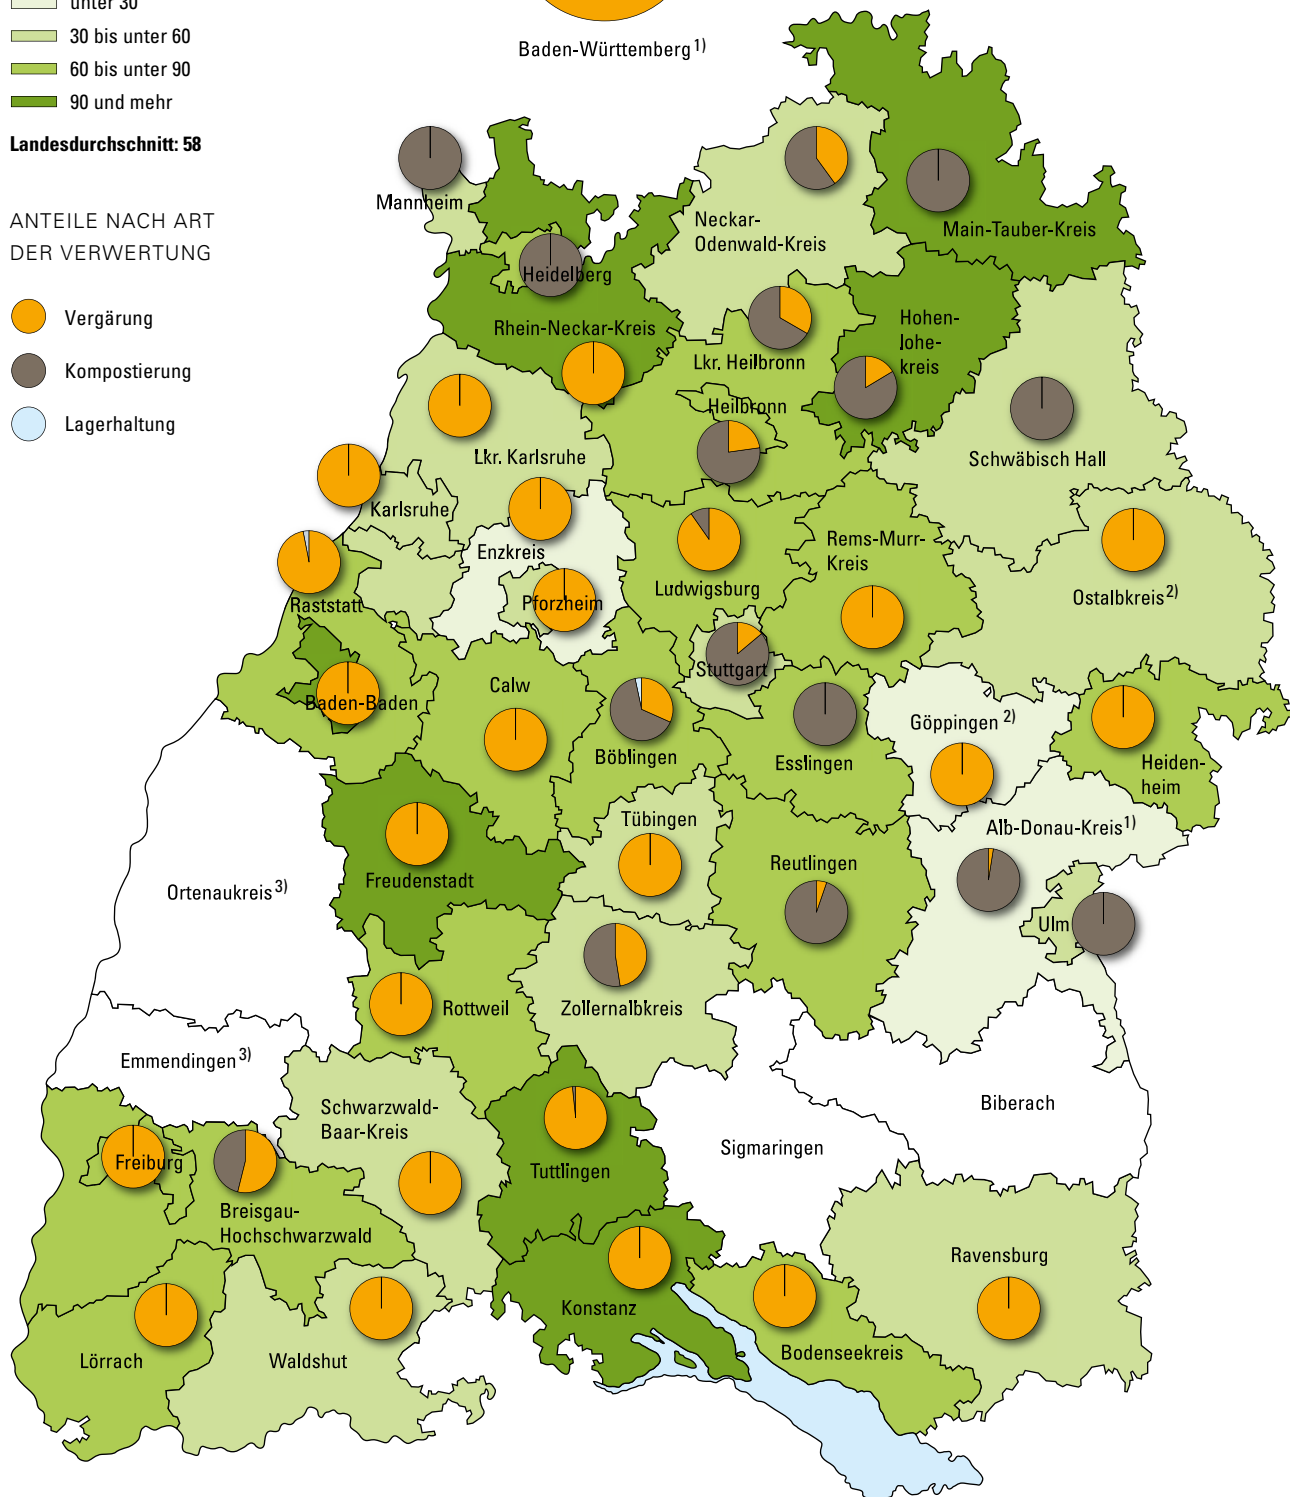 unter 30
30 bis unter 60
60 bis unter 90
90 und mehr
Landesdurchschnitt: 58
ANTEILE NACH ART
DER VERWERTUNG
Vergärung
Kompostierung
Lagerhaltung
Baden-Württemberg 1)
Mannheim
Heidelberg
Rhein-Neckar-Kreis
Neckar-
Odenwald-Kreis
Main-Tauber-Kreis
Lkr. Heilbronn
Heilbronn
Hohen-
lohe-
kreis
Schwäbisch Hall
Lkr. Karlsruhe
Karlsruhe
Enzkreis
Pforzheim
Raststatt
Baden-Baden
Ludwigsburg
Rems-Murr-
Kreis
Ostalbkreis 2)
Stuttgart
Calw
Böblingen
Esslingen
Göppingen 2)
Heiden-
heim
Tübingen
Reutlingen
Alb-Donau-Kreis 1)
Ulm
Freudenstadt
Ortenaukreis 3)
Rottweil
Zollernalbkreis
Emmendingen 3)
Schwarzwald-
Baar-Kreis
Biberach
Sigmaringen
Tuttlingen
Freiburg
Breisgau-
Hochschwarzwald
Ravensburg
Konstanz
Bodenseekreis
Lörrach
Waldshut